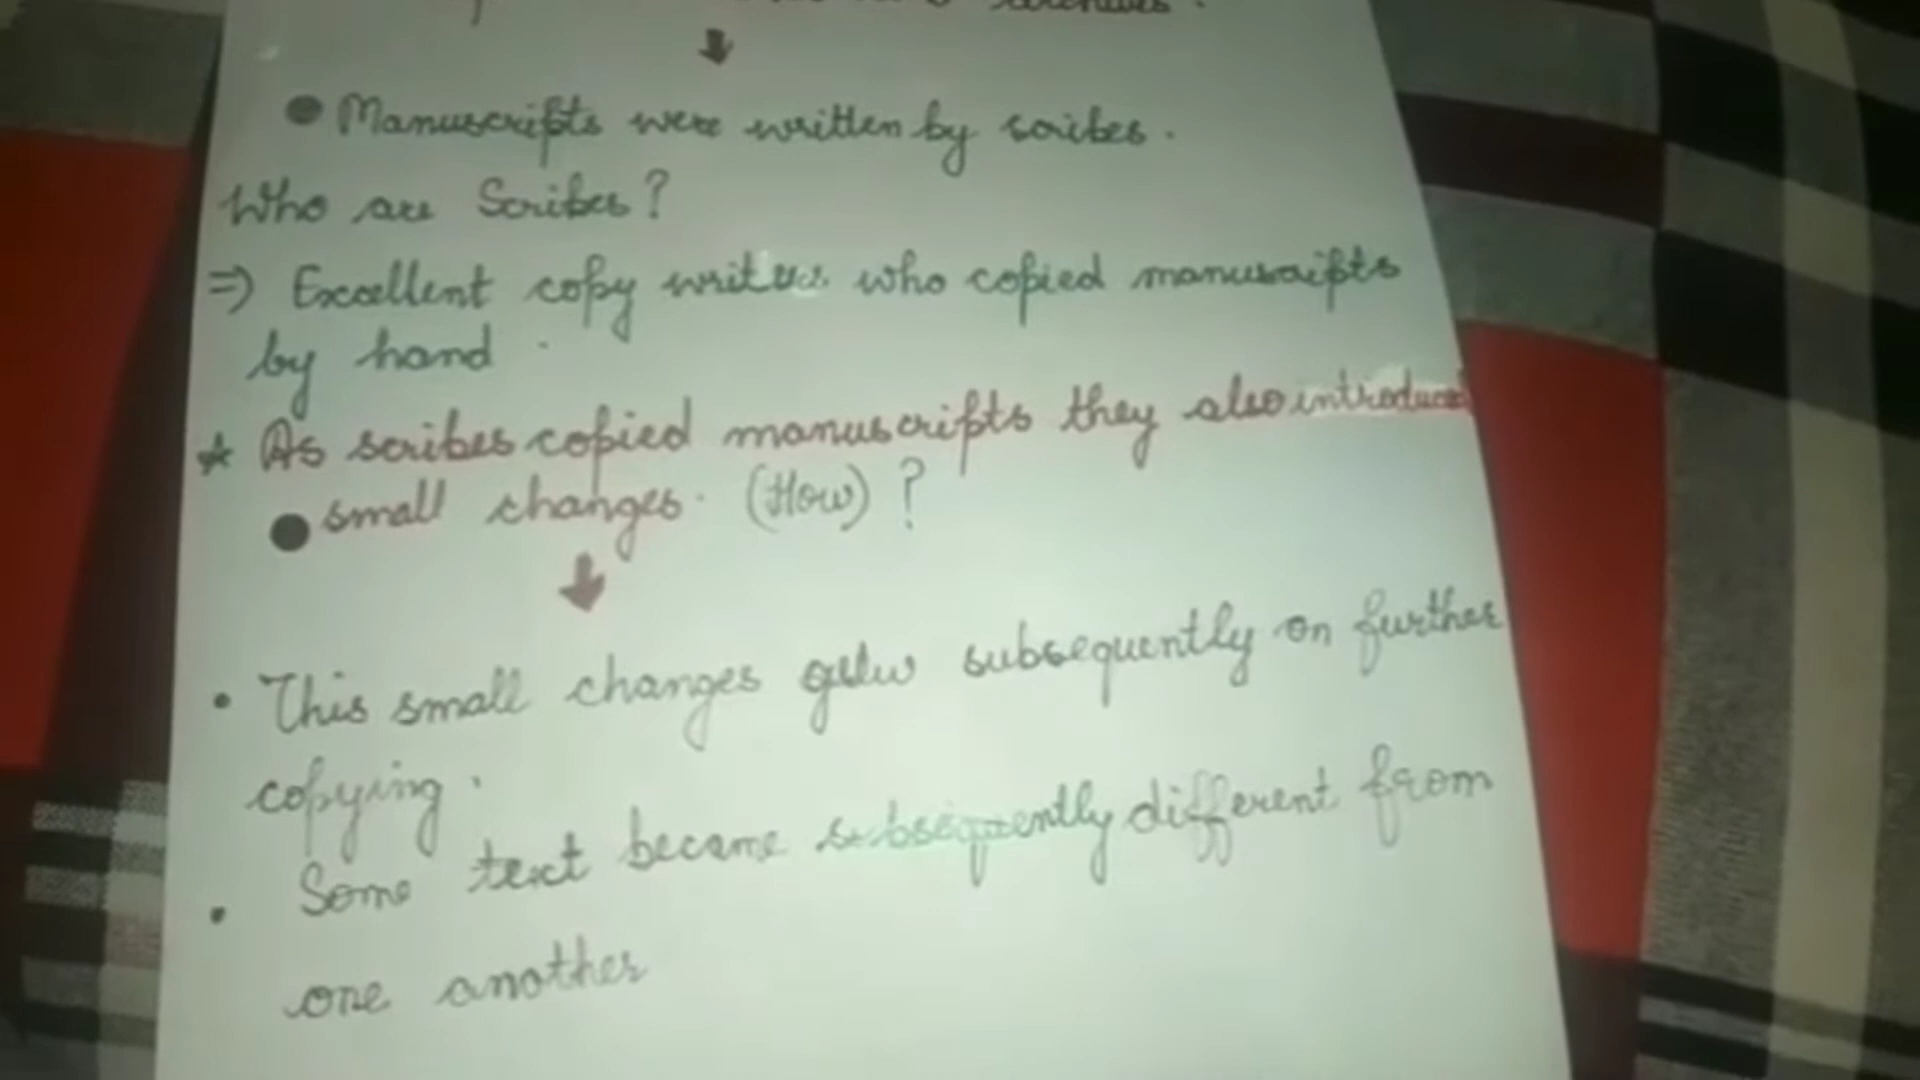 ● Manuscripts were written by scribes.
Who are Scribes?
=> Excellent copy writers who copied manuscripts
by hand.
★ As scribes copied manuscripts they also introduced
● small changes. (How)?
• This small changes grew subsequently on further
copying.
• Some text became subsequently different from
one another